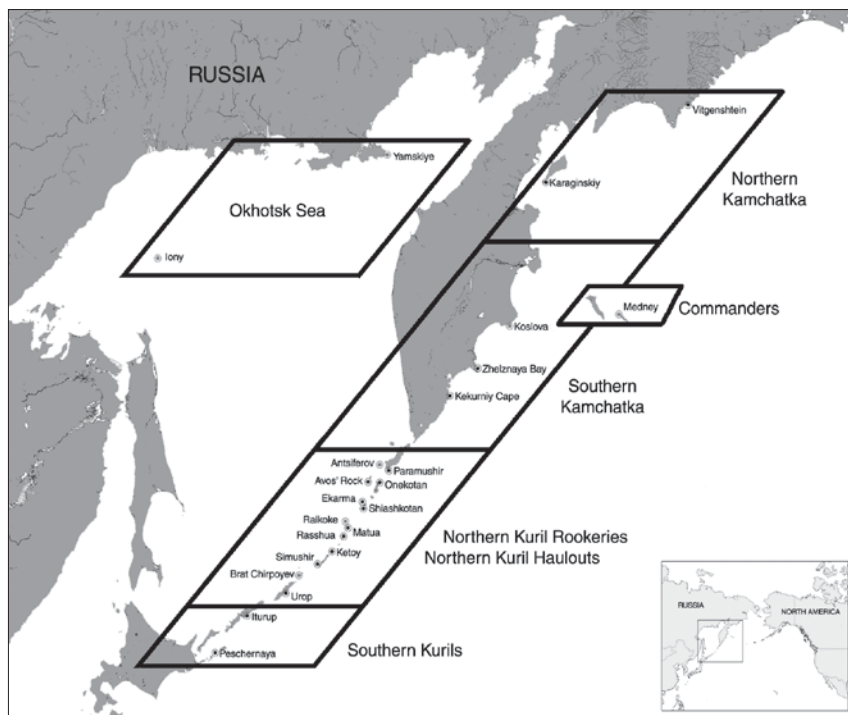 RUSSIA
Vitgenshtein
Yamskiye
Northern
Kamchatka
Karaginskiy
Okhotsk Sea
Iony
Medney
Commanders
Koslova
Zhelznaya Bay
Southern
Kamchatka
Kekurniy Cape
Antsiferov
Paramushir
Avos' Rock
Onekotan
Ekarma
Shiashkotan
Raikoke
Matua
Rasshua
Northern Kuril Rookeries
Northern Kuril Haulouts
Ketoy
Simushir
Brat Chirpoyev
Urop
Iturup
Southern Kurils
Peschernaya
RUSSIA
NORTH AMERICA